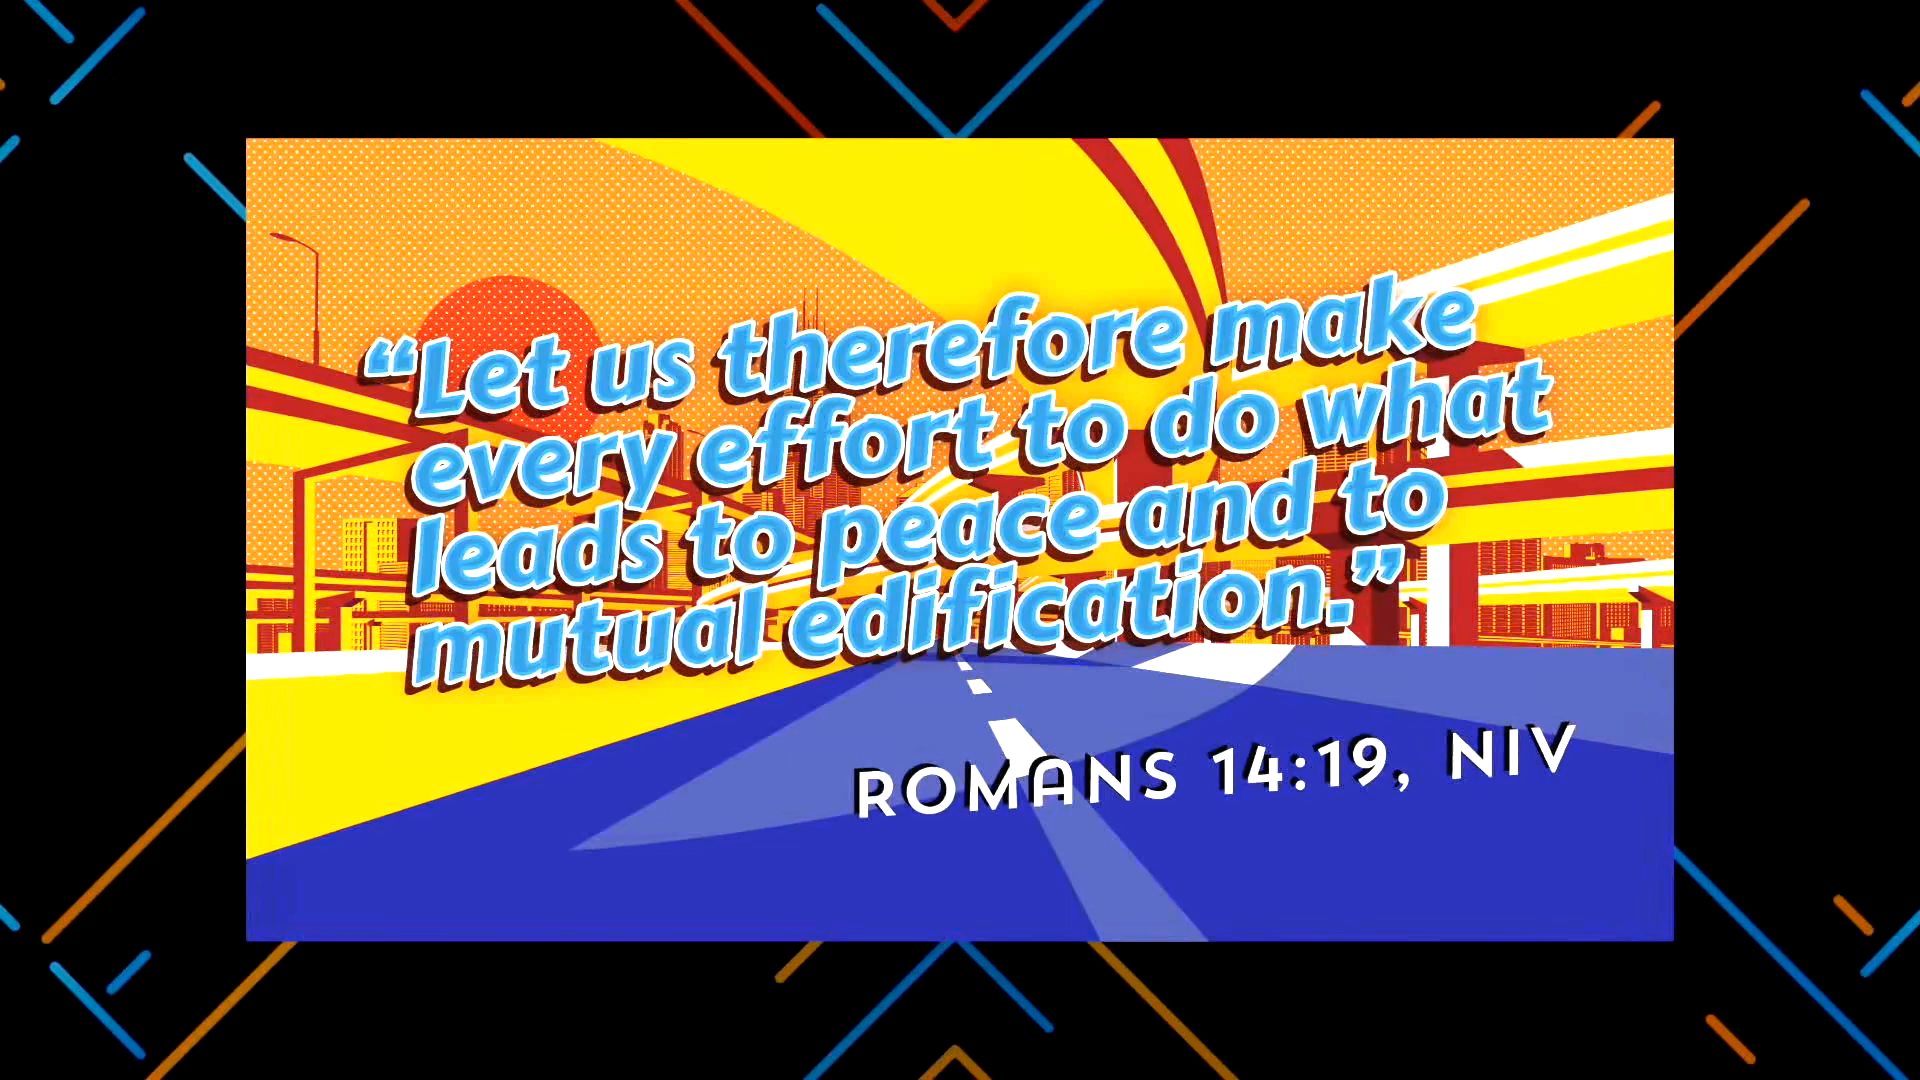 “Let us therefore make
every effort to do what
leads to peace and to
mutual edification.”
ROMANS 14:19, NIV